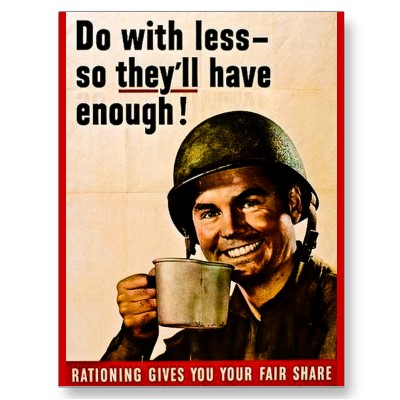 Do with less–
so they'll have
enough!
RATIONING GIVES YOU YOUR FAIR SHARE